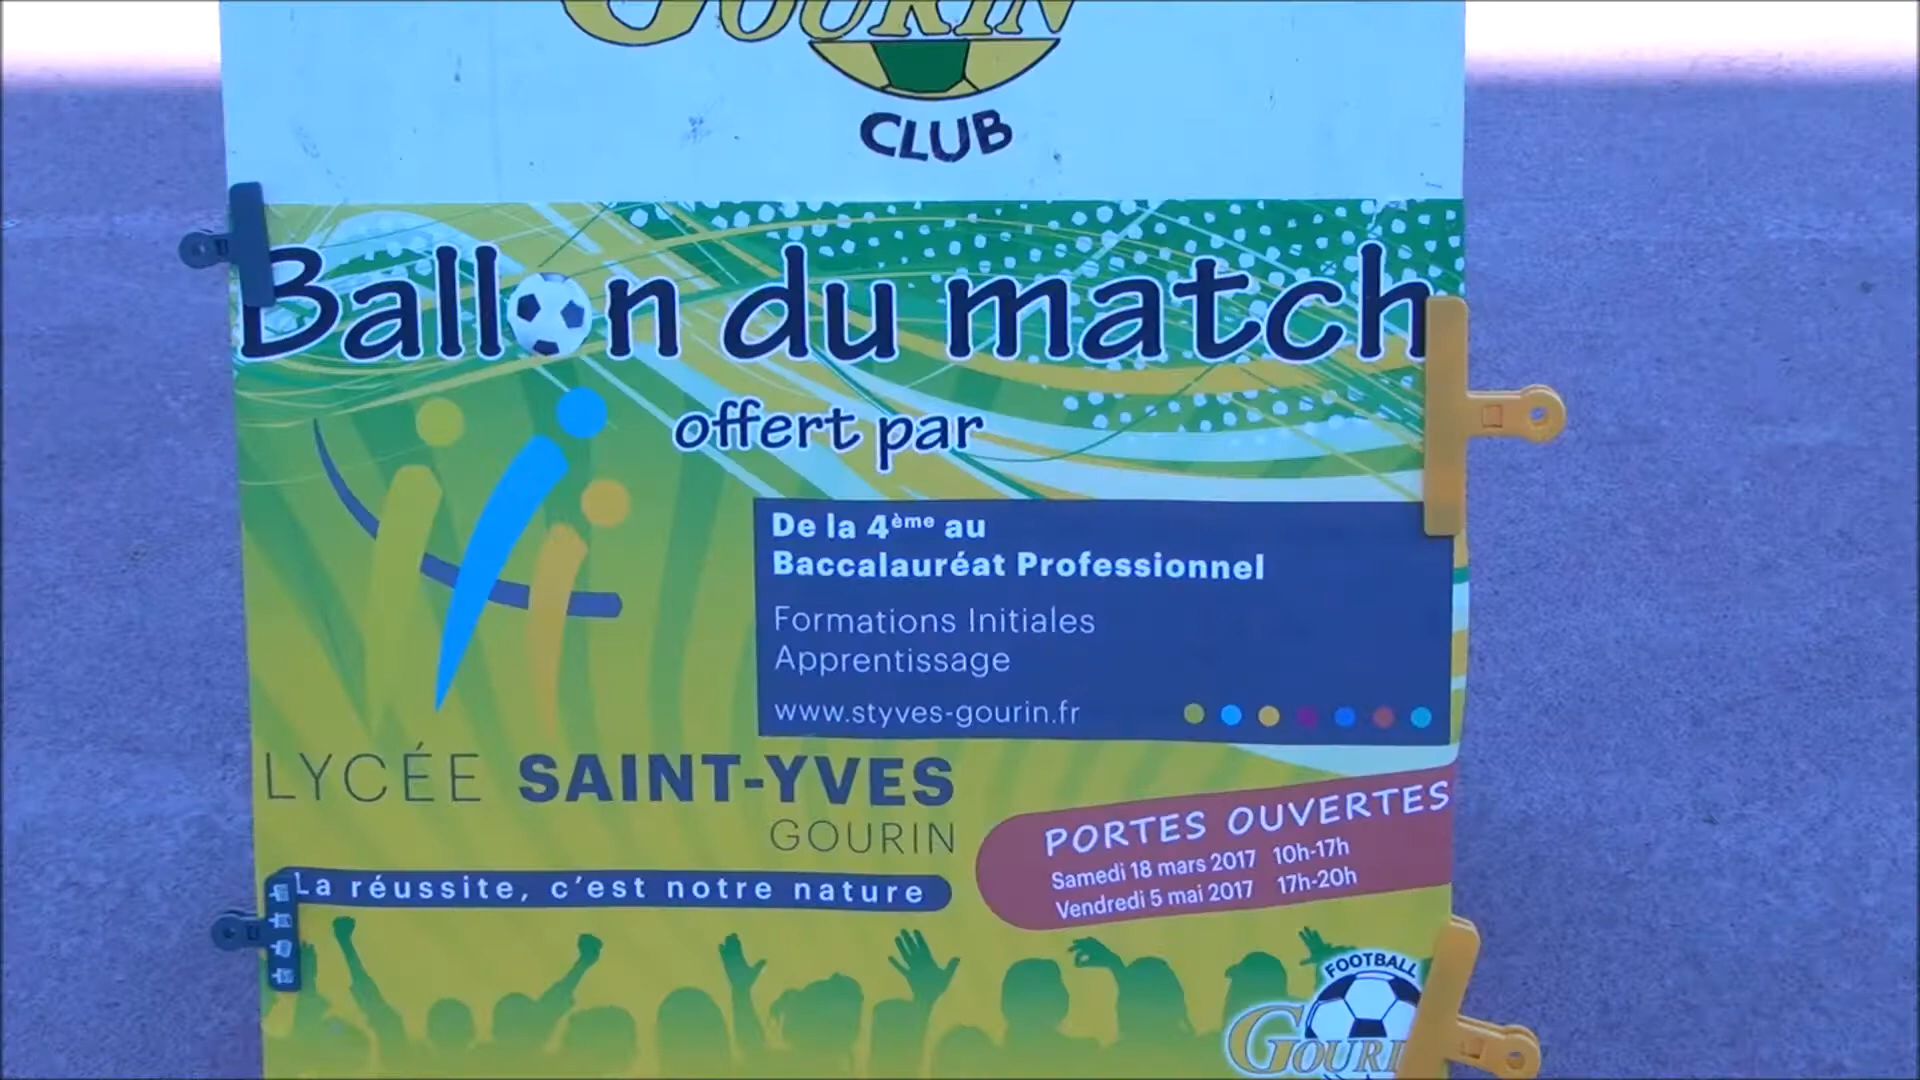 GOURIN
CLUB
Ballon du match
offert par
De la 4ème au
Baccalauréat Professionnel
Formations Initiales
Apprentissage
www.styves-gourin.fr
LYCÉE SAINT-YVES
GOURIN
La réussite, c'est notre nature
PORTES OUVERTES
Samedi 18 mars 2017 10h-17h
Vendredi 5 mai 2017 17h-20h
FOOTBALL
GOURI